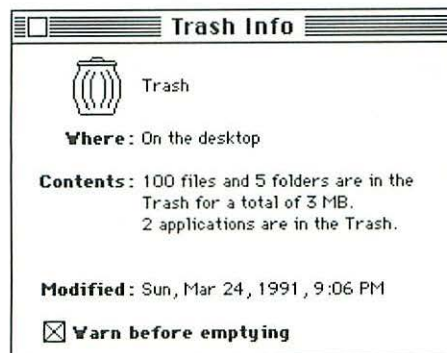 Trash Info
Trash
Where: On the desktop
Contents: 100 files and 5 folders are in the
Trash for a total of 3 MB.
2 applications are in the Trash.
Modified: Sun, Mar 24, 1991, 9:06 PM
Warn before emptying